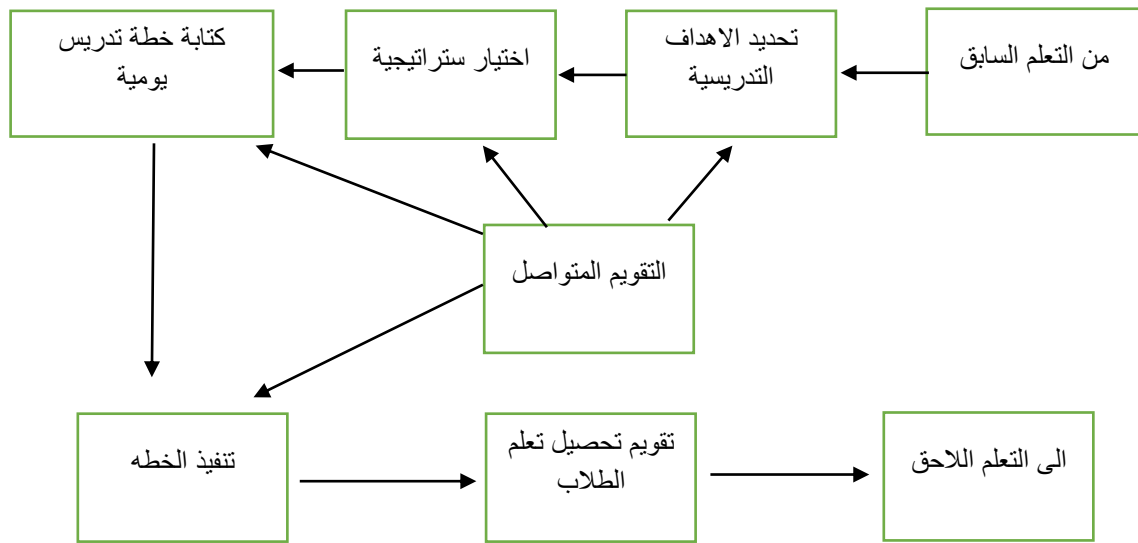 من التعلم السابق
تحديد الاهداف
التدريسية
اختيار ستراتيجية
كتابة خطة تدريس
يومية
التقويم المتواصل
تنفيذ الخطه
تقويم تحصيل تعلم
الطلاب
الى التعلم اللاحق